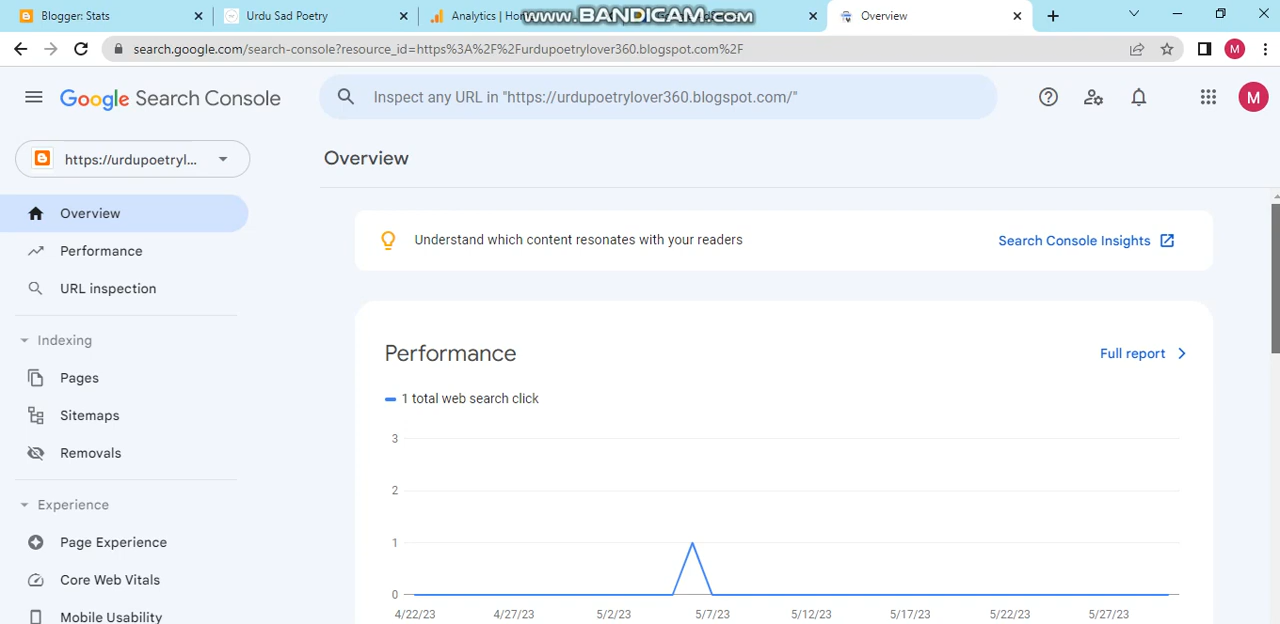 Blogger: Stats
Urdu Sad Poetry
Analytics | Ho
www.BANDICAM.com
Overview
search.google.com/search-console?resource_id=https%3A%2F%2Furdupoetrylover360.blogspot.com%2F
M
Google Search Console
Inspect any URL in "https://urdupoetrylover360.blogspot.com/"
M
https://urdupoetryl...
Overview
Overview
Performance
URL inspection
Indexing
Pages
Sitemaps
Removals
Experience
Page Experience
Core Web Vitals
Mobile Usability
Understand which content resonates with your readers
Search Console Insights
Performance
Full report
1 total web search click
3
2
1
0
4/22/23 4/27/23 5/2/23 5/7/23 5/12/23 5/17/23 5/22/23 5/27/23